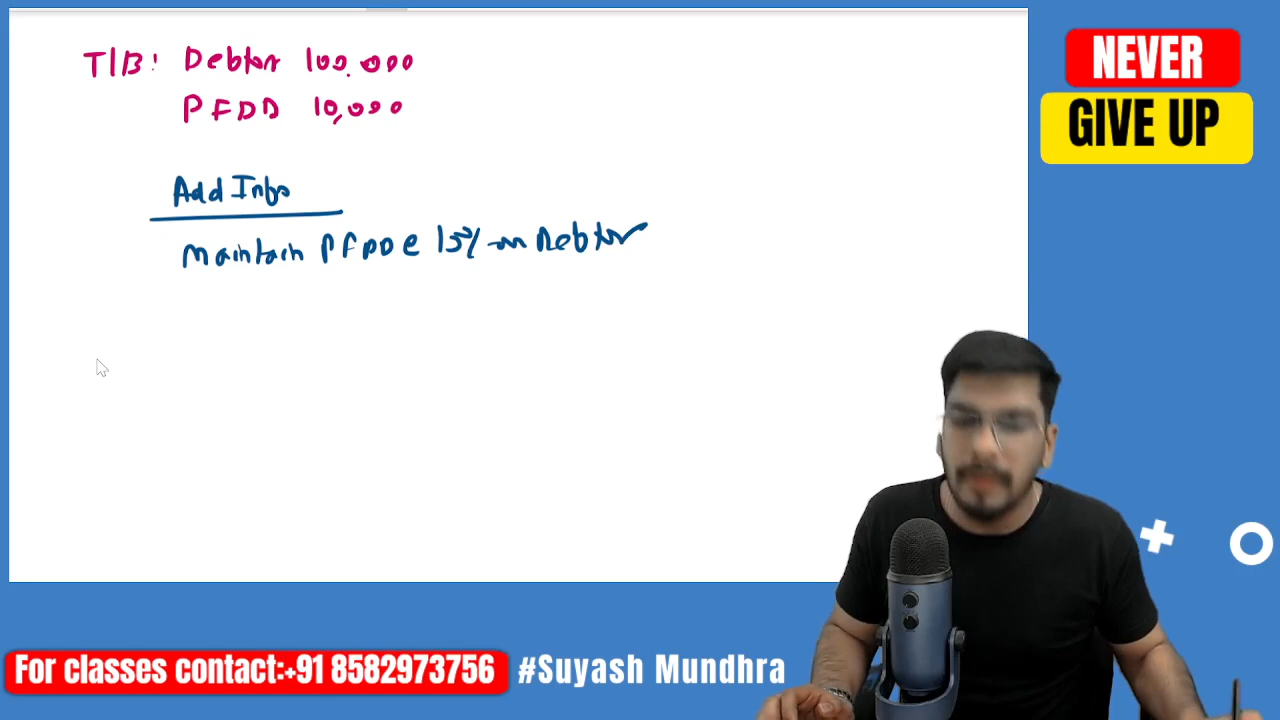 T/B: Debtor 100,000
PFDD 10,000
Add Info
Maintain PFDD @ 15% on Debtor
NEVER
GIVE UP
For classes contact:+91 8582973756 #Suyash Mundhra